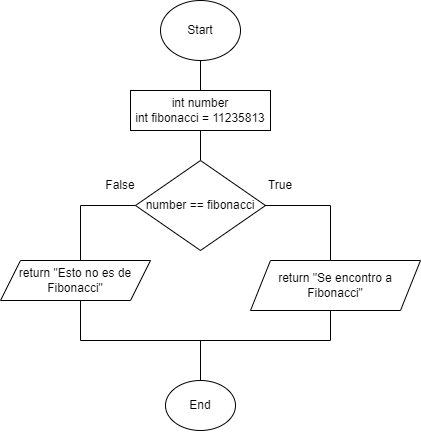 Start
int number
int fibonacci = 11235813
False
True
number == fibonacci
return "Esto no es de
Fibonacci"
return "Se encontro a
Fibonacci"
End